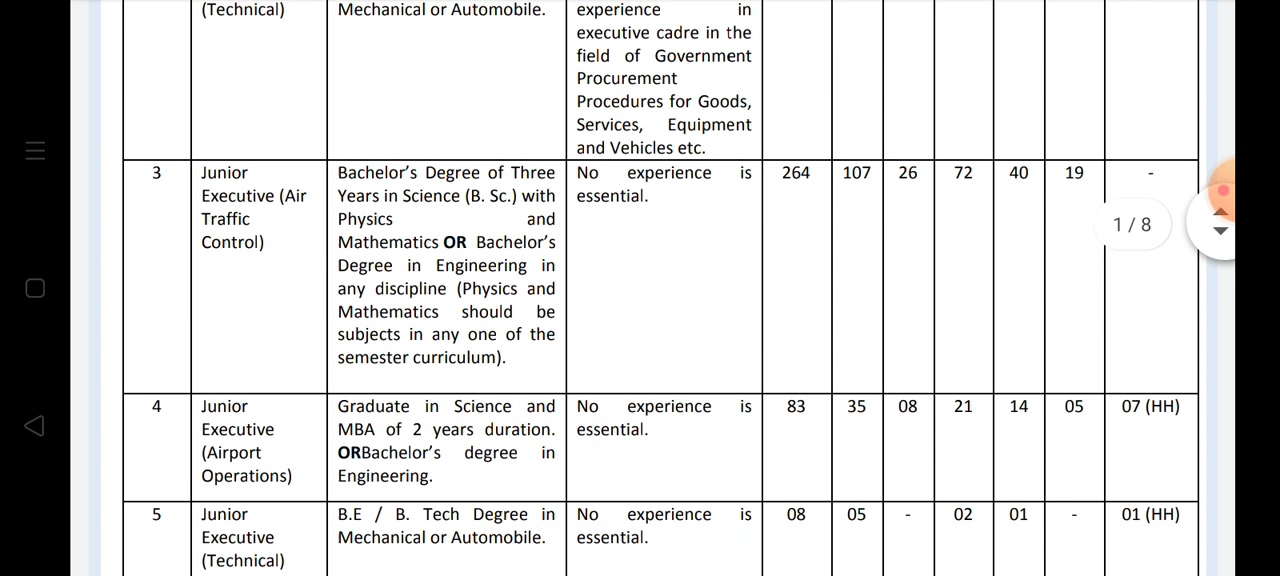 (Technical)
Mechanical or Automobile.
experience in
executive cadre in the
field of Government
Procurement
Procedures for Goods,
Services, Equipment
and Vehicles etc.
3
Junior
Executive (Air
Traffic
Control)
Bachelor's Degree of Three
Years in Science (B. Sc.) with
Physics and
Mathematics OR Bachelor's
Degree in Engineering in
any discipline (Physics and
Mathematics should be
subjects in any one of the
semester curriculum).
No experience is
essential.
264
107
26
72
40
19
-
1 / 8
4
Junior
Executive
(Airport
Operations)
Graduate in Science and
MBA of 2 years duration.
ORBachelor's degree in
Engineering.
No experience is
essential.
83
35
08
21
14
05
07 (HH)
5
Junior
Executive
(Technical)
B.E / B. Tech Degree in
Mechanical or Automobile.
No experience is
essential.
08
05
-
02
01
-
01 (HH)